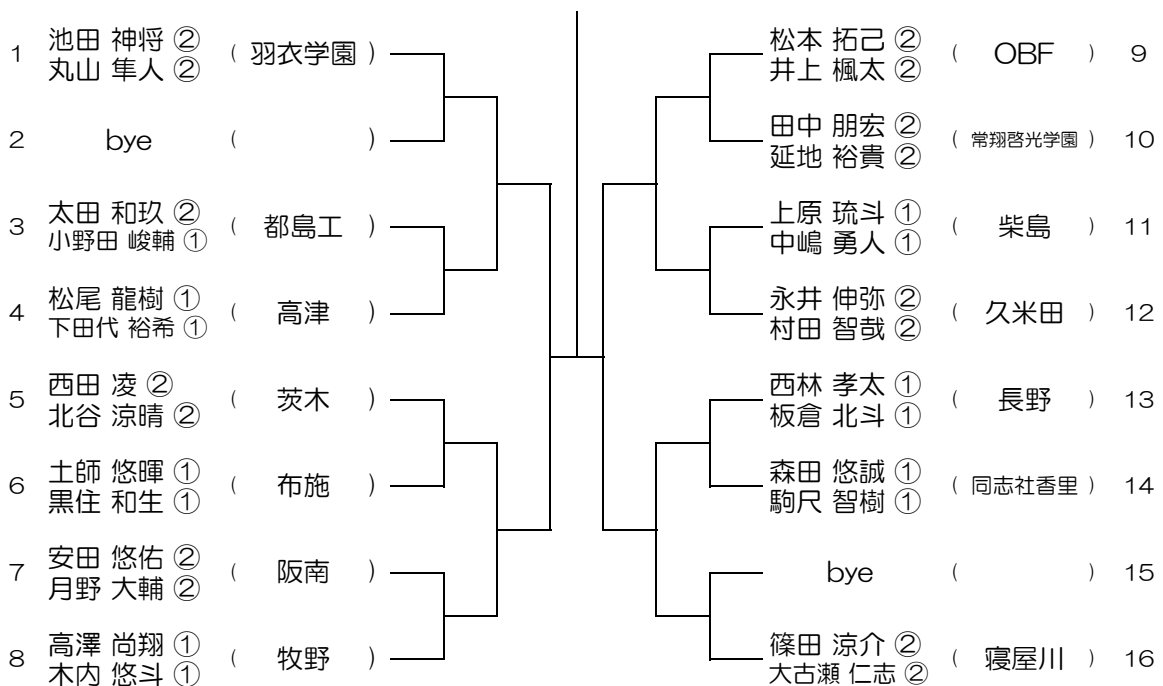 1 池田 神将 ② ( 羽衣学園 )
丸山 隼人 ②
2 bye ( )
3 太田 和玖 ② ( 都島工 )
小野田 峻輔 ①
4 松尾 龍樹 ① ( 高津 )
下田代 裕希 ①
5 西田 凌 ② ( 茨木 )
北谷 涼晴 ②
6 土師 悠暉 ① ( 布施 )
黒住 和生 ①
7 安田 悠佑 ② ( 阪南 )
月野 大輔 ②
8 高澤 尚翔 ① ( 牧野 )
木内 悠斗 ①
松本 拓己 ② ( OBF ) 9
井上 楓太 ②
田中 朋宏 ② ( 常翔啓光学園 ) 10
延地 裕貴 ②
上原 琉斗 ① ( 柴島 ) 11
中嶋 勇人 ①
永井 伸弥 ② ( 久米田 ) 12
村田 智哉 ②
西林 孝太 ① ( 長野 ) 13
板倉 北斗 ①
森田 悠誠 ① ( 同志社香里 ) 14
駒尺 智樹 ①
bye ( ) 15
篠田 涼介 ② ( 寝屋川 ) 16
大古瀬 仁志 ②